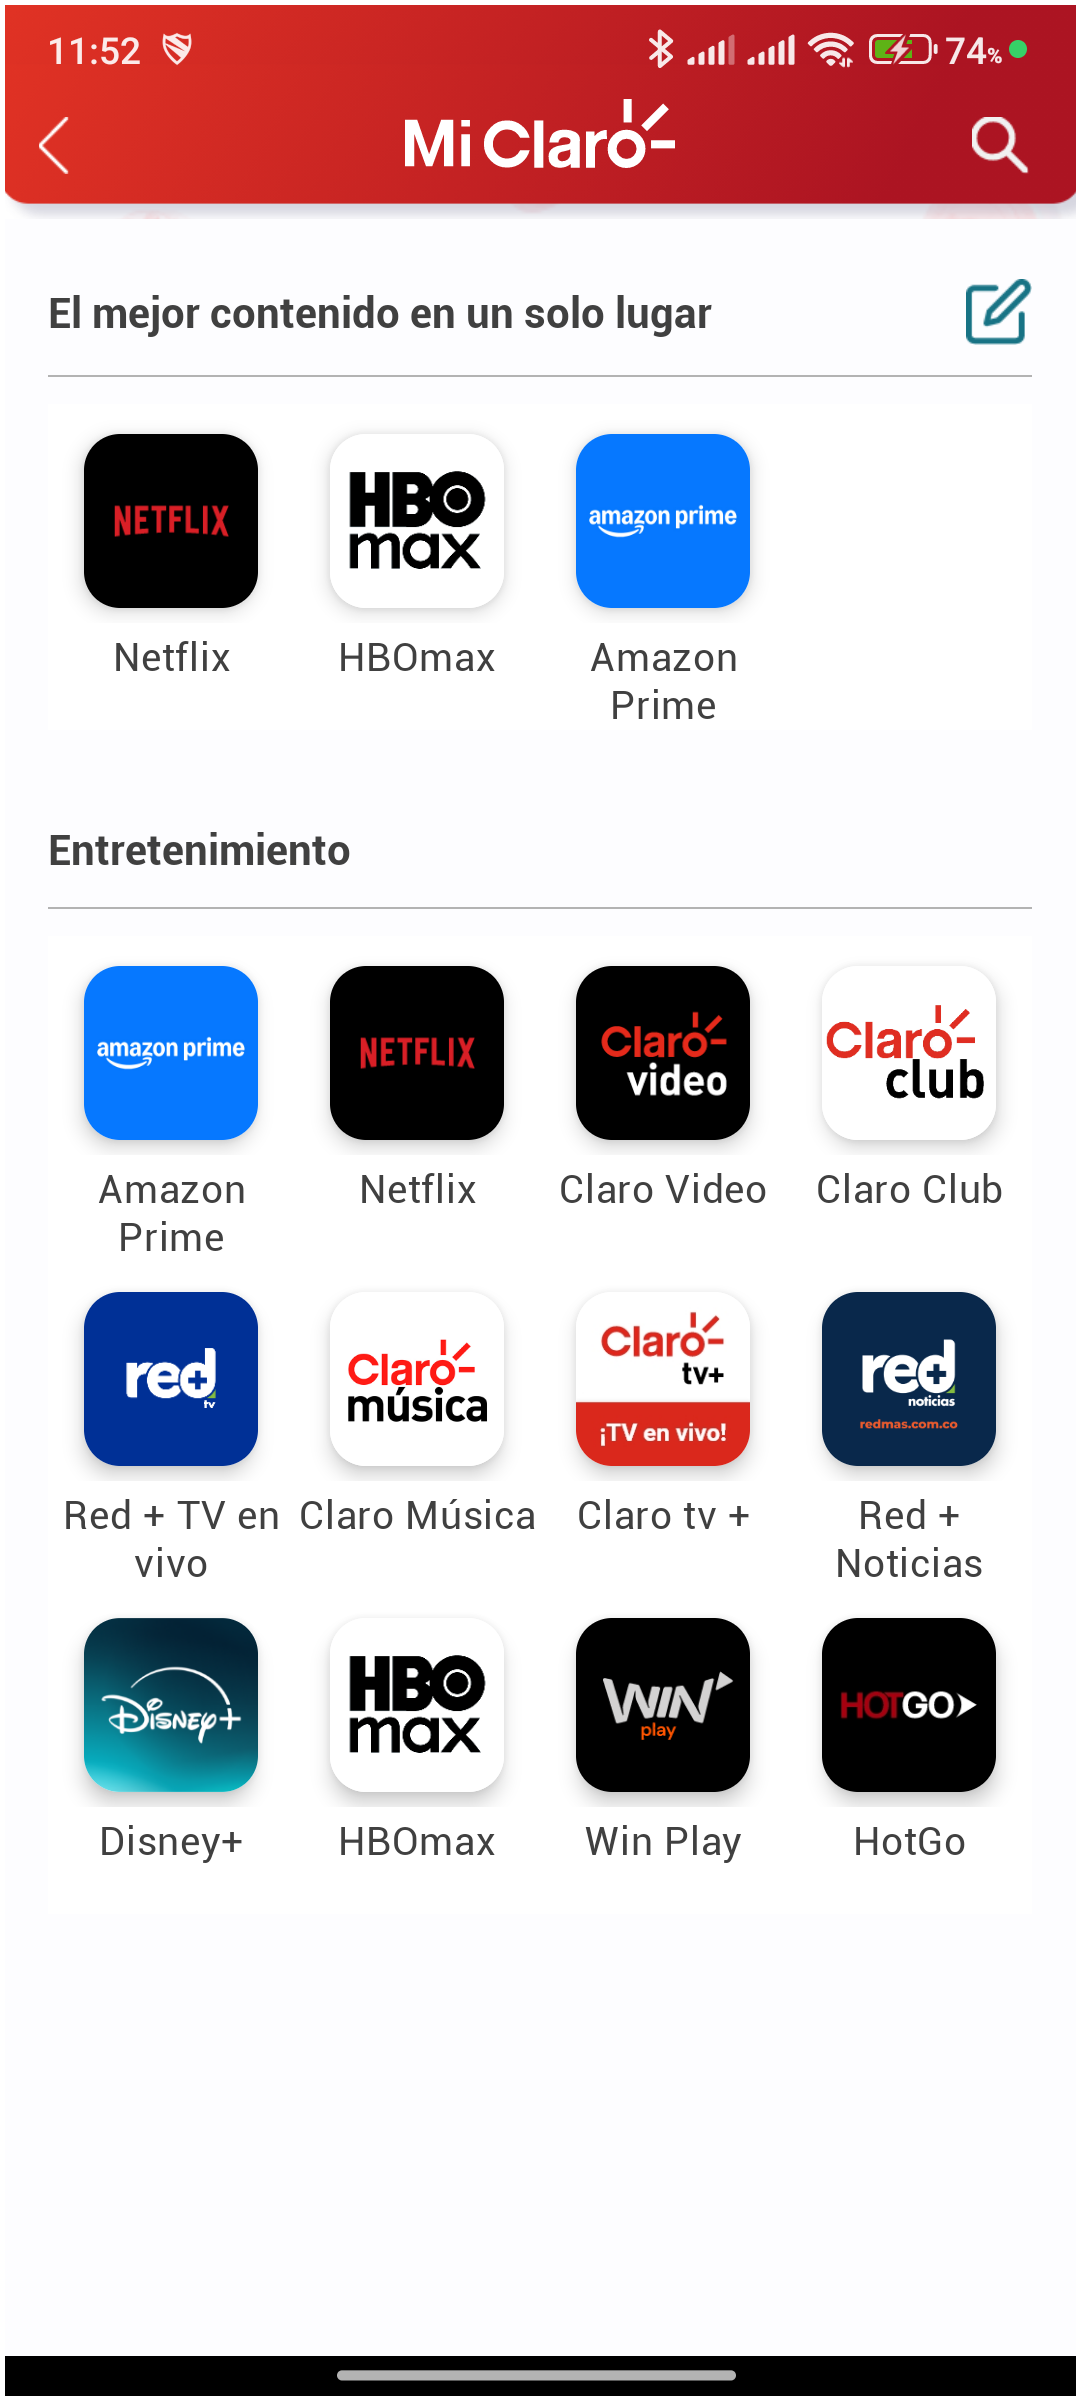 11:52 74%
Mi Claro
El mejor contenido en un solo lugar
NETFLIX HBO max amazon prime
Netflix HBOmax Amazon
Prime
Entretenimiento
amazon prime NETFLIX Claro video Claro club
Amazon Netflix Claro Video Claro Club
Prime
red+ tv Claro música Claro tv+ ¡TV en vivo! red+ noticias redmas.com.co
Red + TV en Claro Música Claro tv + Red +
vivo Noticias
Disney+ HBO max WIN play HOTGO
Disney+ HBOmax Win Play HotGo